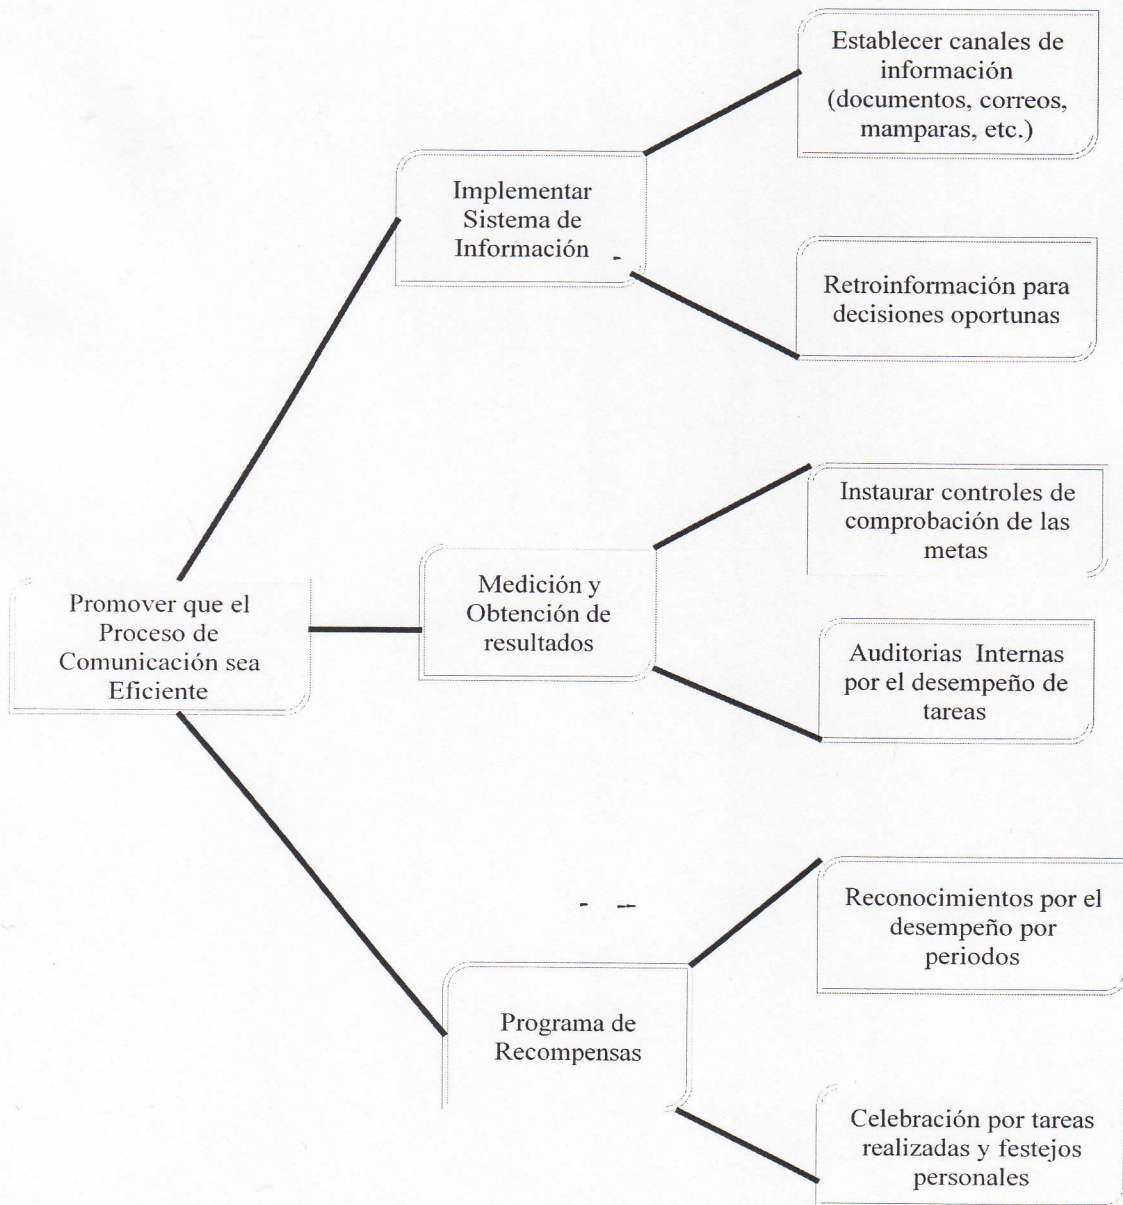 Establecer canales de
información
(documentos, correos,
mamparas, etc.)
Implementar
Sistema de
Información
Retroinformación para
decisiones oportunas
Instaurar controles de
comprobación de las
metas
Medición y
Obtención de
resultados
Promover que el
Proceso de
Comunicación sea
Eficiente
Auditorias Internas
por el desempeño de
tareas
Reconocimientos por el
desempeño por
periodos
Programa de
Recompensas
Celebración por tareas
realizadas y festejos
personales